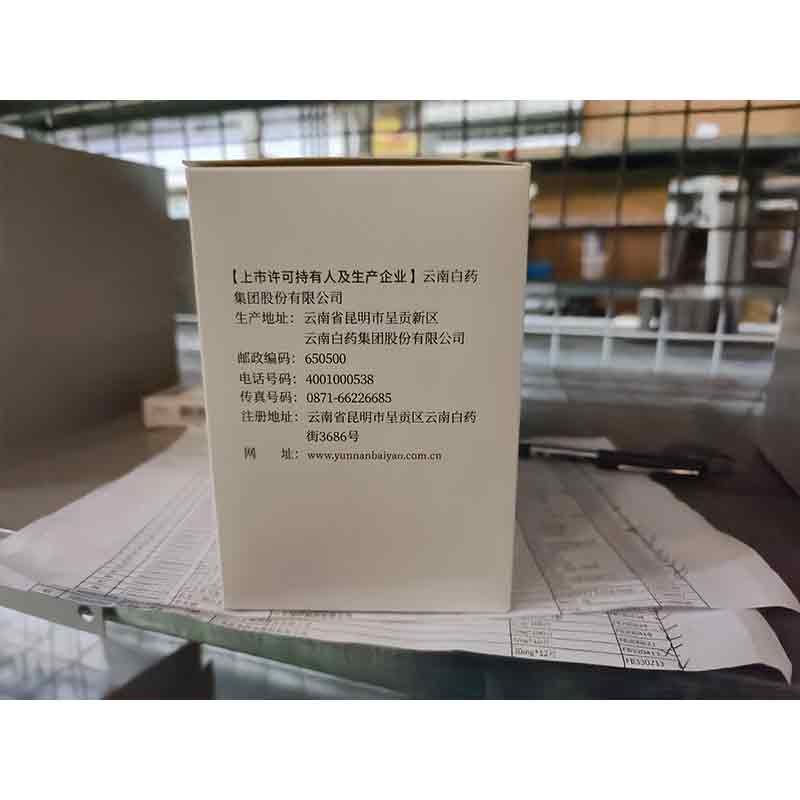 【上市许可持有人及生产企业】云南白药
集团股份有限公司
生产地址：云南省昆明市呈贡新区
云南白药集团股份有限公司
邮政编码：650500
电话号码：4001000538
传真号码：0871-66226685
注册地址：云南省昆明市呈贡区云南白药
街3686号
网 址：www.yunnanbaiyao.com.cn
FB330213